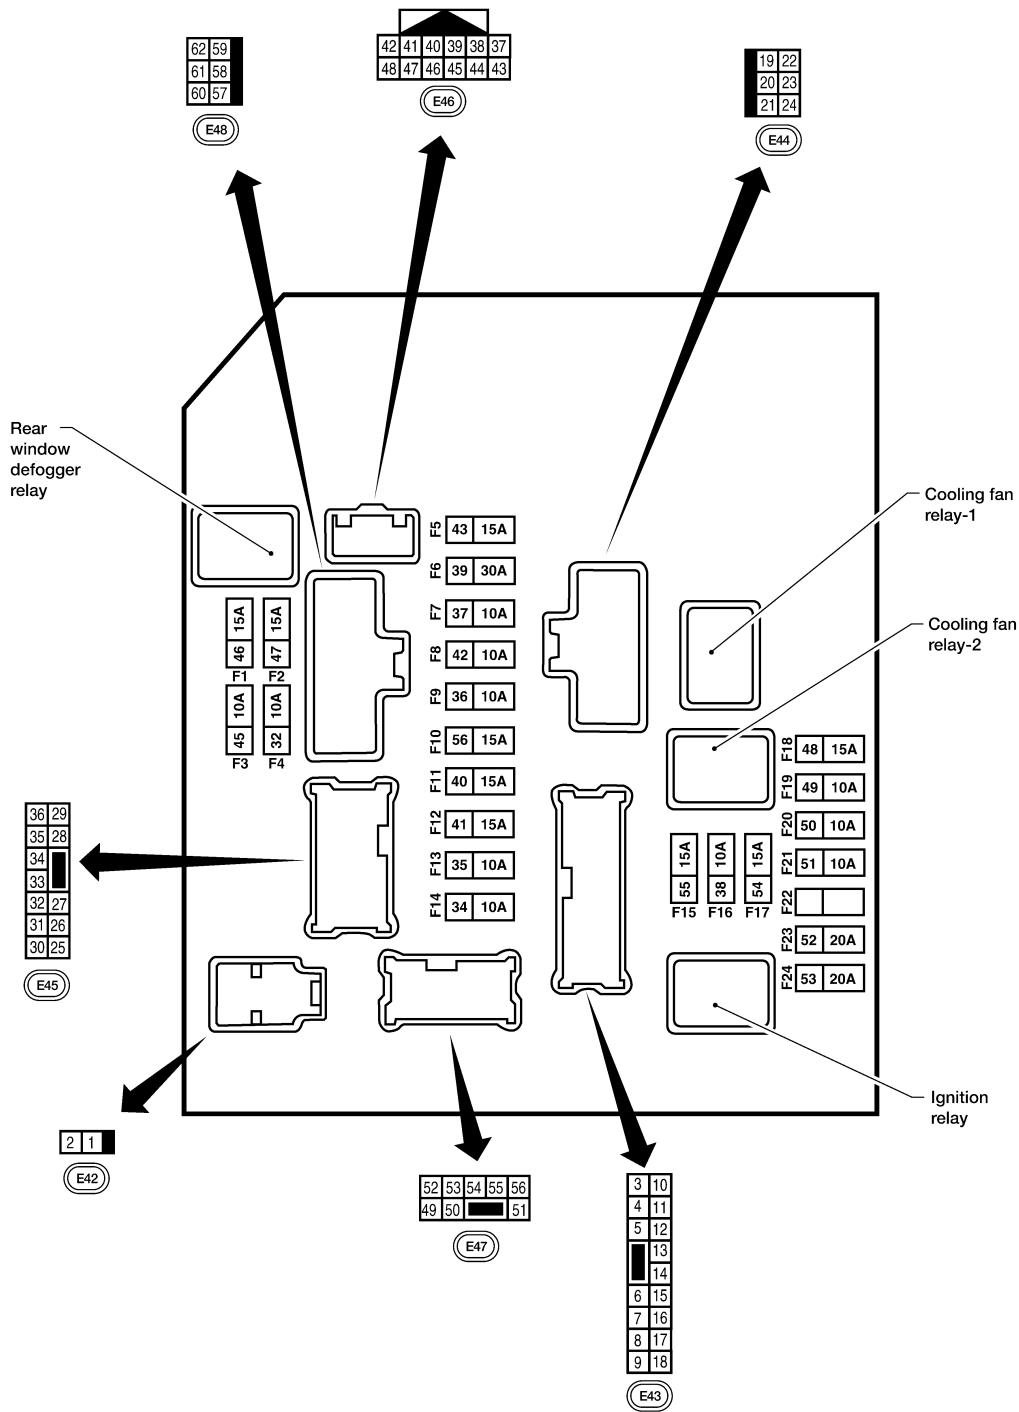 62 59
61 58
60 57
E48
42 41 40 39 38 37
48 47 46 45 44 43
E46
19 22
20 23
21 24
E44
Rear
window
defogger
relay
Cooling fan
relay-1
Cooling fan
relay-2
F5 43 15A
F6 39 30A
F7 37 10A
F8 42 10A
F9 36 10A
F10 56 15A
F11 40 15A
F12 41 15A
F13 35 10A
F14 34 10A
15A 46 F1
15A 47 F2
10A 45 F3
10A 32 F4
15A 55 F15
10A 38 F16
15A 54 F17
F18 48 15A
F19 49 10A
F20 50 10A
F21 51 10A
F22
F23 52 20A
F24 53 20A
36 29
35 28
34
33
32 27
31 26
30 25
E45
Ignition
relay
2 1
E42
52 53 54 55 56
49 50 51
E47
3 10
4 11
5 12
13
14
6 15
7 16
8 17
9 18
E43